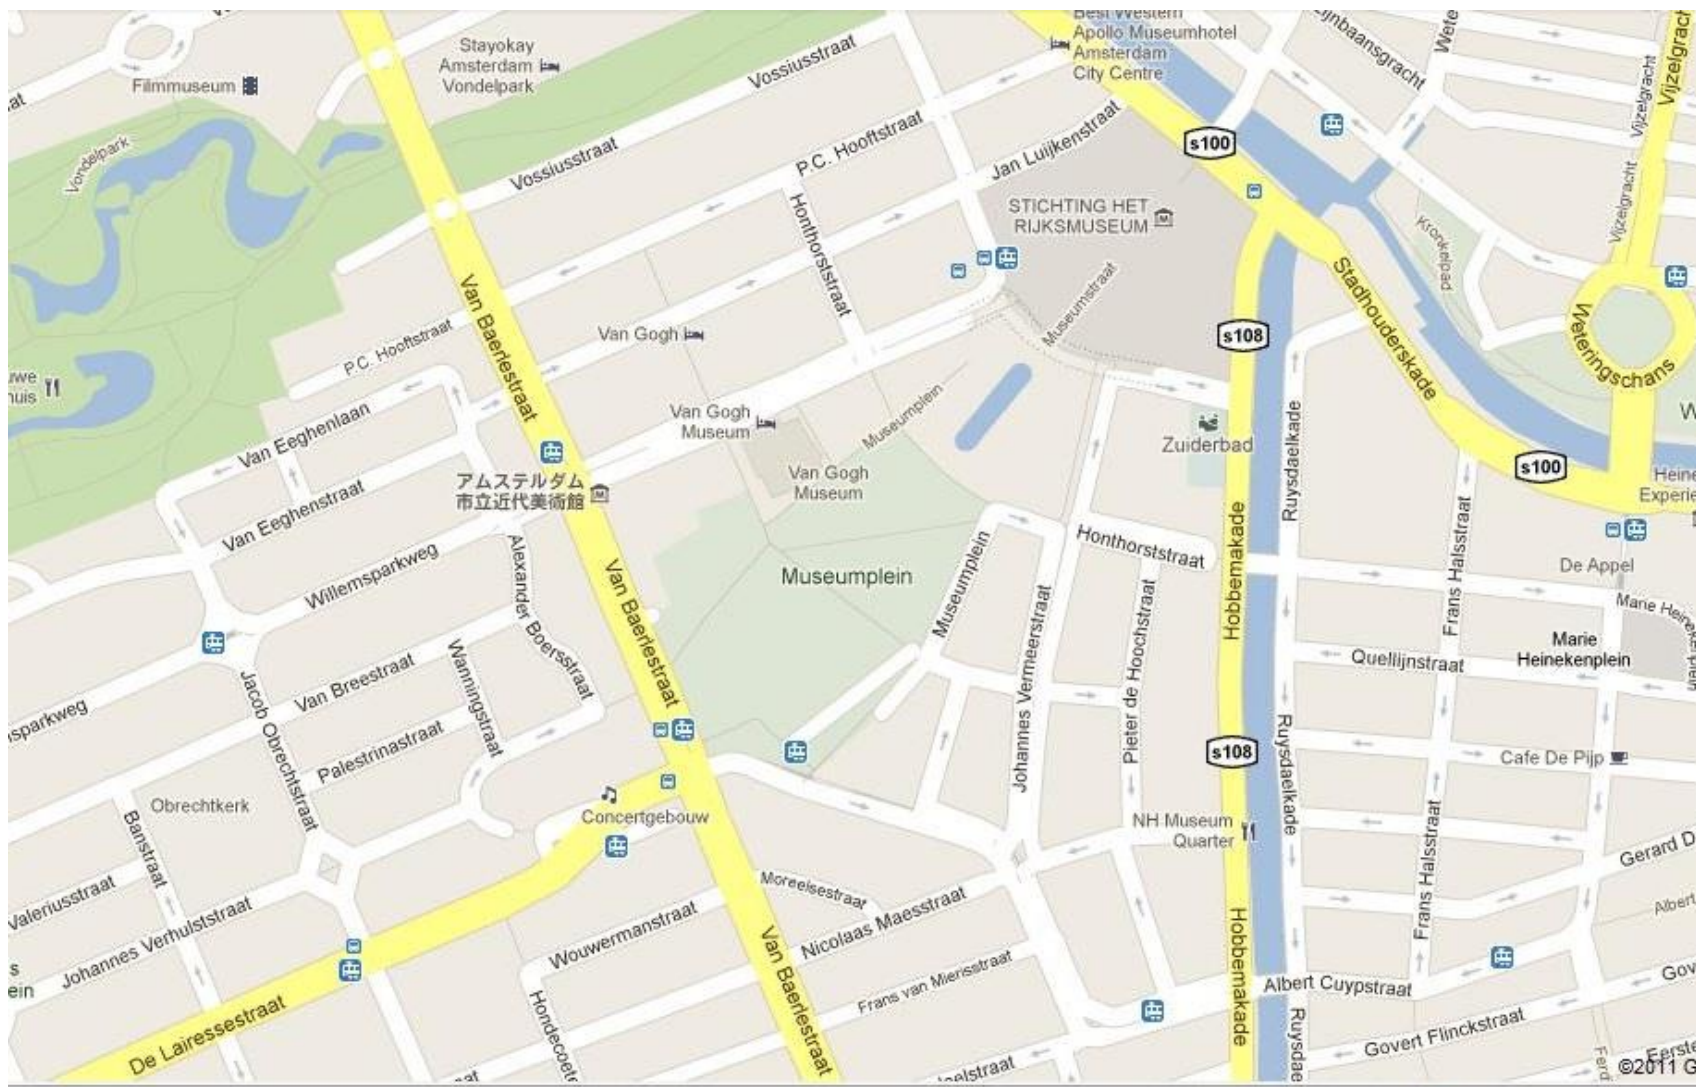 Best Western
Apollo Museumhotel
Amsterdam
City Centre
Stayokay
Amsterdam
Vondelpark
Filmmuseum
Vossiusstraat
Vijzelgracht
Vijzelgracht
Vijzelgracht
Vondelpark
Vossiusstraat
P.C. Hooftstraat
Jan Luijkenstraat
s100
STICHTING HET
RIJKSMUSEUM
Honthorststraat
Kronkelpad
Stadhouderskade
Weteringschans
Van Baerlestraat
Museumstraat
P.C. Hooftstraat
Van Gogh
s108
Van Gogh
Museum
Museumplein
Zuiderbad
Ruysdaelkade
Van Eeghenlaan
アムステルダム
市立近代美術館
Van Gogh
Museum
s100
Van Eeghenstraat
Alexander Boersstraat
Willemsparkweg
Van Baerlestraat
Museumplein
Museumplein
Honthorststraat
Hobbemakade
Frans Halsstraat
De Appel
Marie
Heinekenplein
Quellijnstraat
Johannes Vermeerstraat
Pieter de Hoochstraat
Wanningstraat
Van Breestraat
Jacob Obrechtstraat
Palestrinastraat
sparkweg
Obrechtkerk
Banstraat
Concertgebouw
s108
Ruysdaelkade
Cafe De Pijp
NH Museum
Quarter
Gerard D
Frans Halsstraat
Albert
Valeriusstraat
Johannes Verhulststraat
Moreelsestraat
Wouwermanstraat
Nicolaas Maesstraat
Van Baerlestraat
Frans van Mierisstraat
Hobbemakade
Albert Cuypstraat
Gov
De Lairessestraat
Hondecoet
Ruysdae
Govert Flinckstraat
©2011 G